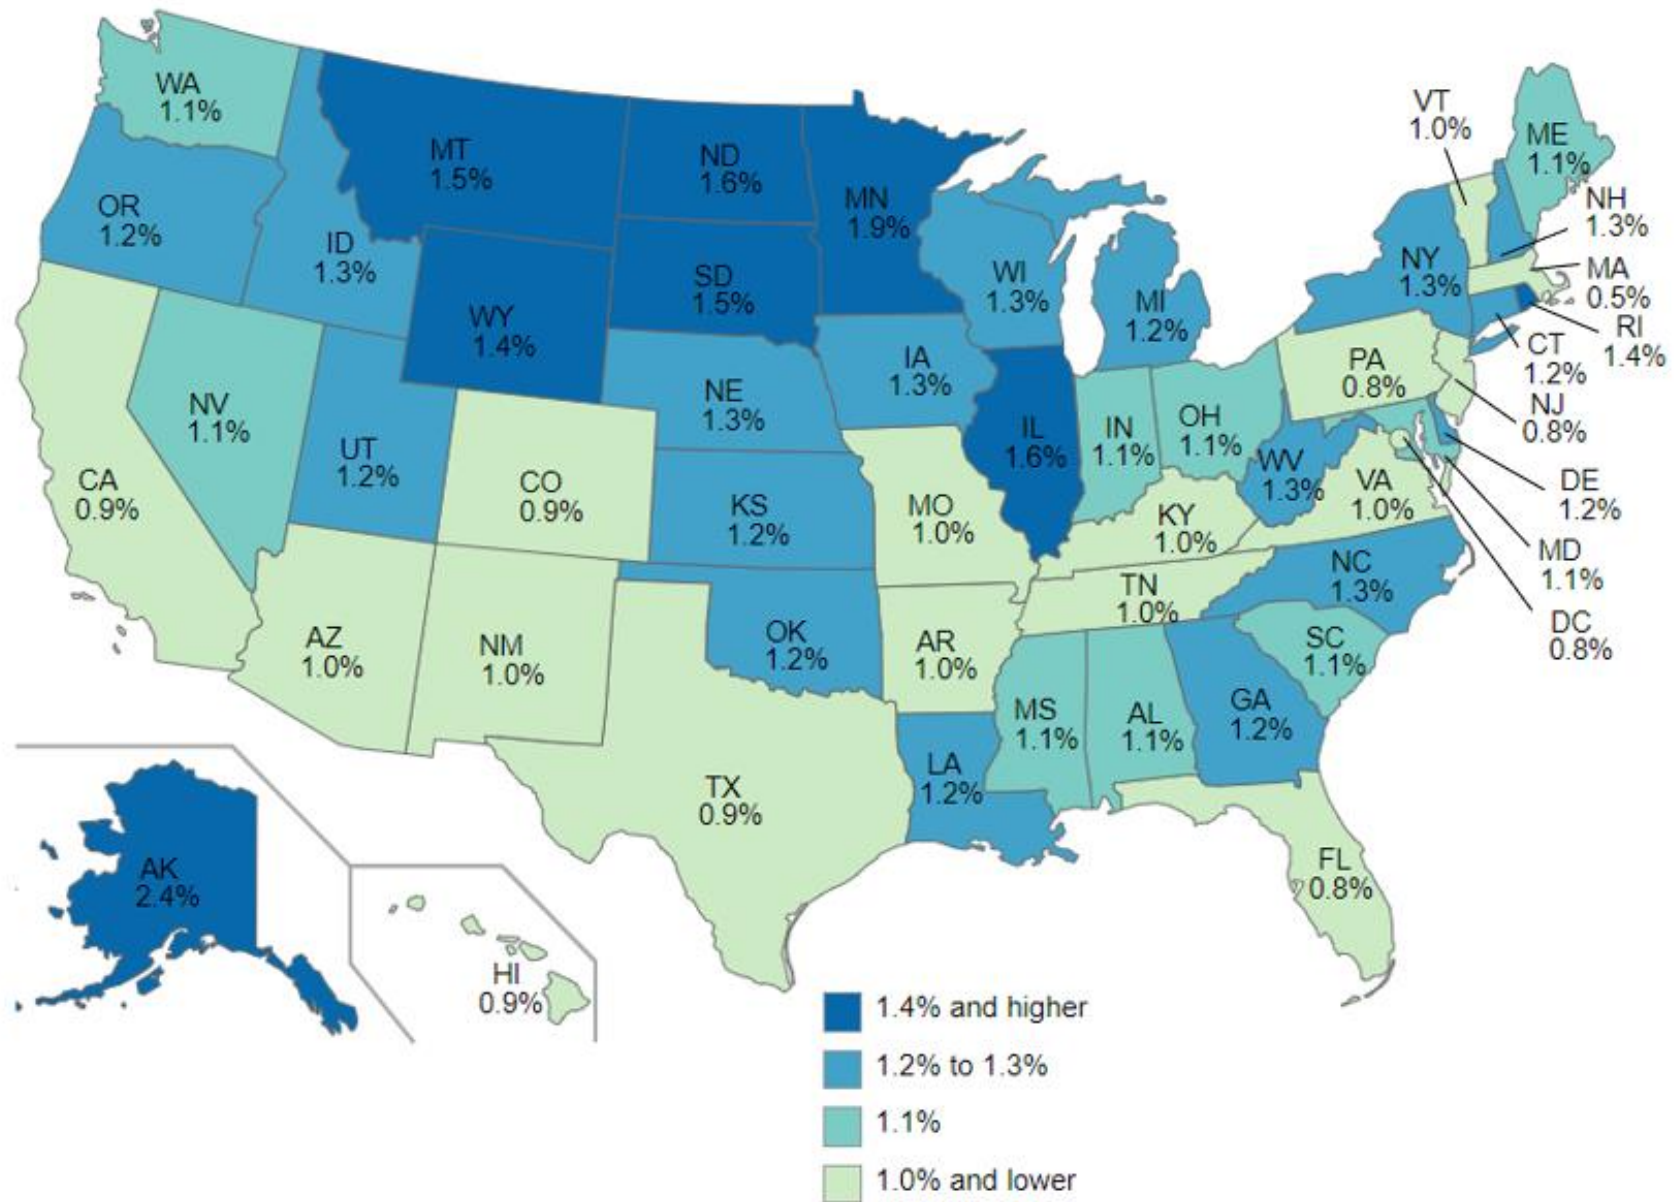 WA
1.1%
MT
1.5%
ND
1.6%
MN
1.9%
VT
1.0%
ME
1.1%
OR
1.2%
ID
1.3%
WY
1.4%
SD
1.5%
WI
1.3%
MI
1.2%
NY
1.3%
NH
1.3%
MA
0.5%
RI
1.4%
CT
1.2%
NJ
0.8%
NV
1.1%
UT
1.2%
NE
1.3%
IA
1.3%
IL
1.6%
IN
1.1%
OH
1.1%
PA
0.8%
WV
1.3%
VA
1.0%
DE
1.2%
MD
1.1%
DC
0.8%
CA
0.9%
CO
0.9%
KS
1.2%
MO
1.0%
KY
1.0%
NC
1.3%
TN
1.0%
SC
1.1%
AZ
1.0%
NM
1.0%
OK
1.2%
AR
1.0%
MS
1.1%
AL
1.1%
GA
1.2%
TX
0.9%
LA
1.2%
FL
0.8%
AK
2.4%
HI
0.9%
1.4% and higher
1.2% to 1.3%
1.1%
1.0% and lower